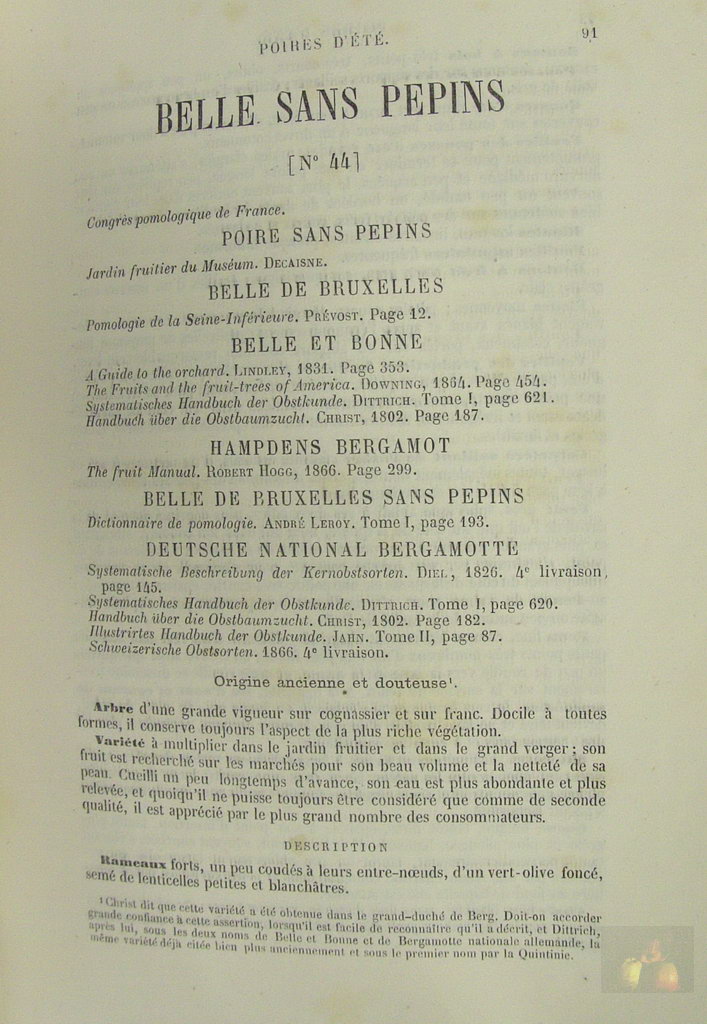 POIRES D'ÉTÉ.
91
BELLE SANS PEPINS
[N° 44]
Congrès pomologique de France.
POIRE SANS PEPINS
Jardin fruitier du Muséum. DECAISNE.
BELLE DE BRUXELLES
Pomologie de la Seine-Inférieure. PRÉVOST. Page 12.
BELLE ET BONNE
A Guide to the orchard. LINDLEY, 1831. Page 353.
The Fruits and the fruit-trees of America. DOWNING, 1864. Page 454.
Systematisches Handbuch der Obstkunde. DITTRICH. Tome I, page 621.
Handbuch über die Obstbaumzucht. CHRIST, 1802. Page 187.
HAMPDENS BERGAMOT
The fruit Manual. ROBERT HOGG, 1866. Page 299.
BELLE DE BRUXELLES SANS PEPINS
Dictionnaire de pomologie. ANDRÉ LEROY. Tome I, page 193.
DEUTSCHE NATIONAL BERGAMOTTE
Systematische Beschreibung der Kernobstsorten. DIEL, 1826. 4e livraison,
page 145.
Systematisches Handbuch der Obstkunde. DITTRICH. Tome I, page 620.
Handbuch über die Obstbaumzucht. CHRIST, 1802. Page 182.
Illustrirtes Handbuch der Obstkunde. JAHN. Tome II, page 87.
Schweizerische Obstsorten. 1866. 4e livraison.
Origine ancienne et douteuse¹.
Arbre d'une grande vigueur sur cognassier et sur franc. Docile à toutes
formes, il conserve toujours l'aspect de la plus riche végétation.
Variété à multiplier dans le jardin fruitier et dans le grand verger; son
fruit est recherché sur les marchés pour son beau volume et la netteté de sa
peau. Cueilli un peu longtemps d'avance, son eau est plus abondante et plus
relevée, et quoiqu'il ne puisse toujours être considéré que comme de seconde
qualité, il est apprécié par le plus grand nombre des consommateurs.
DESCRIPTION
Rameaux forts, un peu coudés à leurs entre-nœuds, d'un vert-olive foncé,
semé de lenticelles petites et blanchâtres.
¹ Christ dit que cette variété a été obtenue dans le grand-duché de Berg. Doit-on accorder
grande confiance à cette assertion, lorsqu'il est facile de reconnaître qu'il a décrit, et Dittrich,
après lui, sous les deux noms de Belle et Bonne et de Bergamotte nationale allemande, la
même variété déjà citée bien plus anciennement et sous le premier nom par la Quintinie.